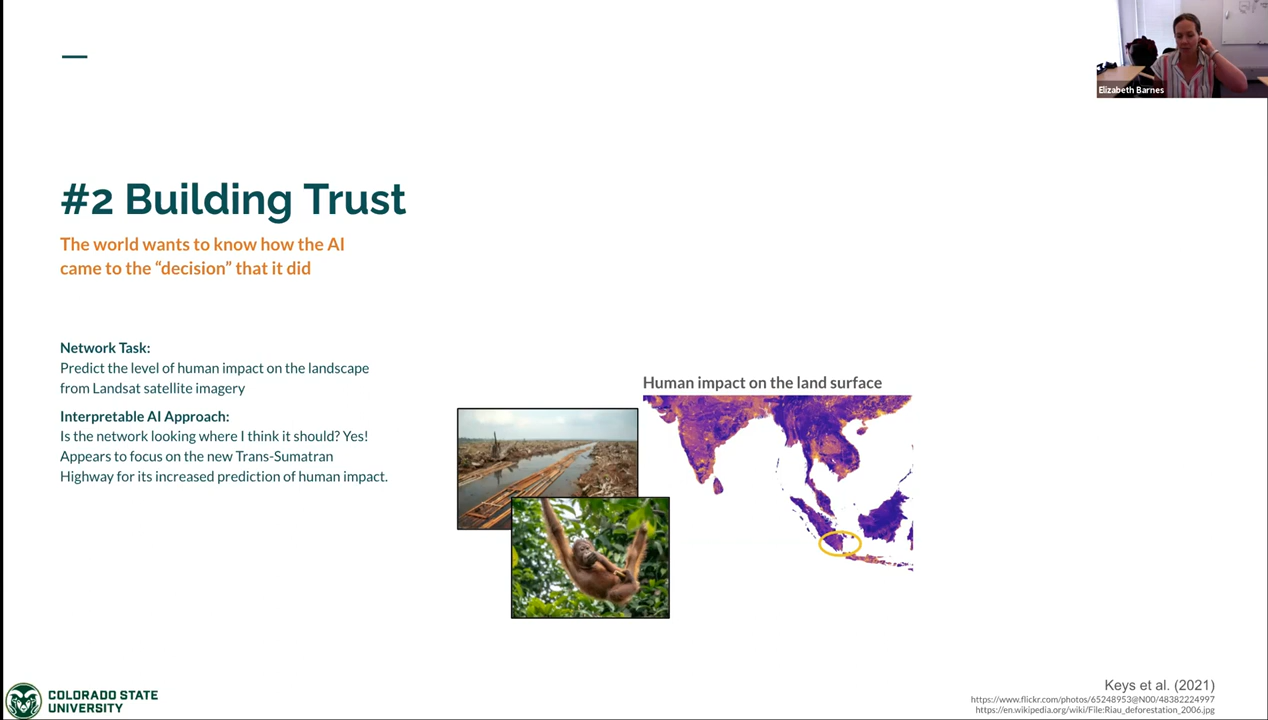 Elizabeth Barnes
#2 Building Trust
The world wants to know how the AI
came to the “decision” that it did
Network Task:
Predict the level of human impact on the landscape
from Landsat satellite imagery
Interpretable AI Approach:
Is the network looking where I think it should? Yes!
Appears to focus on the new Trans-Sumatran
Highway for its increased prediction of human impact.
Human impact on the land surface
COLORADO STATE
UNIVERSITY
Keys et al. (2021)
https://www.flickr.com/photos/65248953@N00/48382224997
https://en.wikipedia.org/wiki/File:Riau_deforestation_2006.jpg